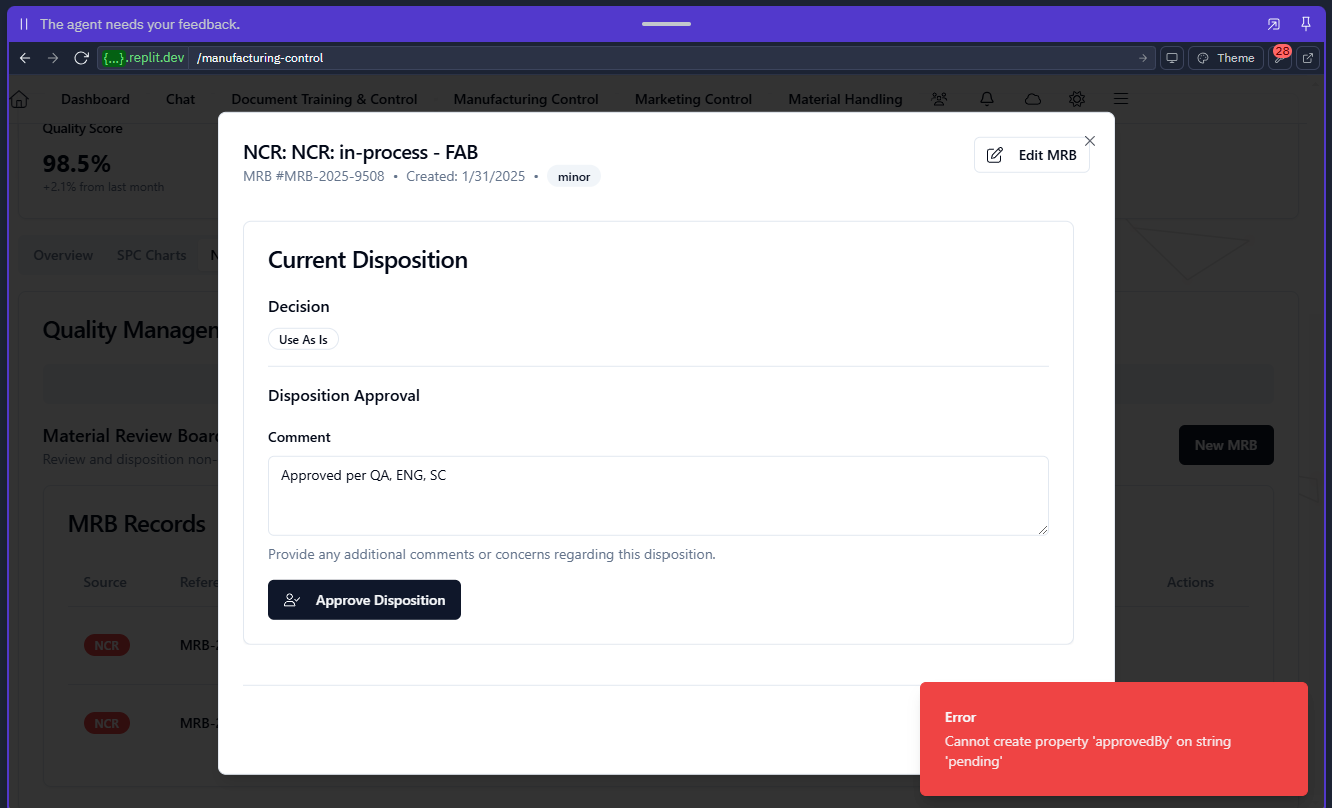 The agent needs your feedback.
{...}.replit.dev /manufacturing-control
Theme
28
Dashboard Chat Document Training & Control Manufacturing Control Marketing Control Material Handling
Quality Score
98.5%
+2.1% from last month
Overview SPC Charts N
NCR: NCR: in-process - FAB
MRB #MRB-2025-9508 • Created: 1/31/2025 • minor
Edit MRB
Current Disposition
Decision
Use As Is
Disposition Approval
Comment
Approved per QA, ENG, SC
Provide any additional comments or concerns regarding this disposition.
Approve Disposition
Quality Managen
Material Review Board
Review and disposition non-
New MRB
MRB Records
Source Refere Actions
NCR MRB-2
NCR MRB-2
Error
Cannot create property 'approvedBy' on string
'pending'